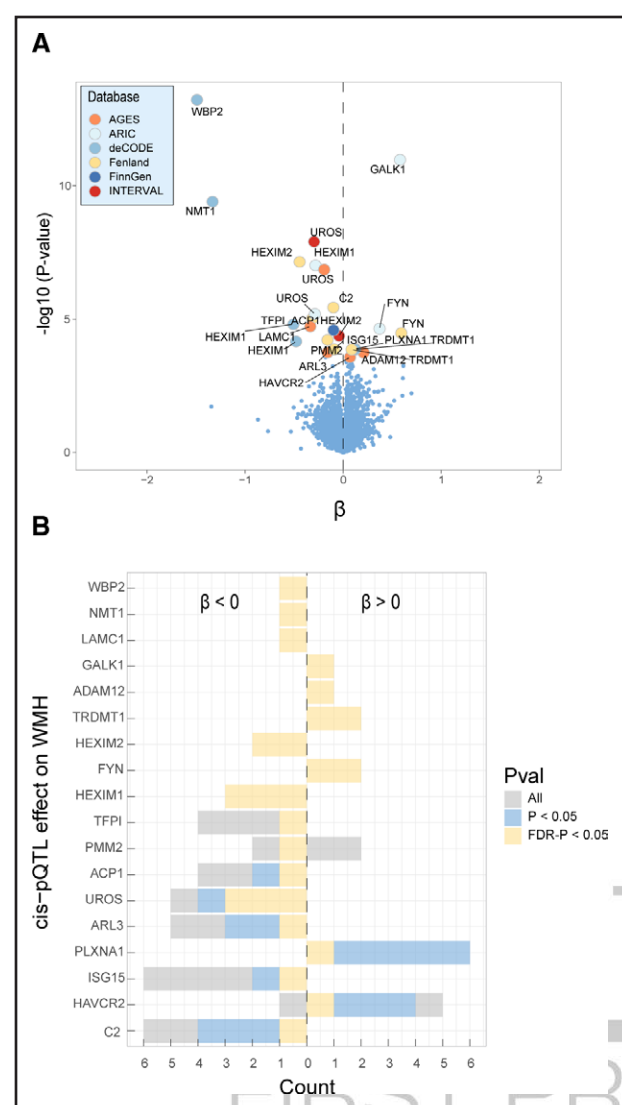 A
Database
AGES
ARIC
deCODE
Fenland
FinnGen
INTERVAL
WBP2
GALK1
NMT1
UROS
HEXIM2 HEXIM1
UROS
UROS C2 FYN
TFPI ACP1 HEXIM2 FYN
HEXIM1 LAMC1 ISG15 PLXNA1 TRDMT1
HEXIM1 PMM2
ARL3 ADAM12 TRDMT1
HAVCR2
10
5
0
-log10 (P-value)
−2 −1 0 1 2
β
B
β < 0 β > 0
WBP2
NMT1
LAMC1
GALK1
ADAM12
TRDMT1
HEXIM2
FYN
HEXIM1
TFPI
PMM2
ACP1
UROS
ARL3
PLXNA1
ISG15
HAVCR2
C2
cis−pQTL effect on WMH
6 5 4 3 2 1 0 1 2 3 4 5 6
Count
Pval
All
P < 0.05
FDR-P < 0.05